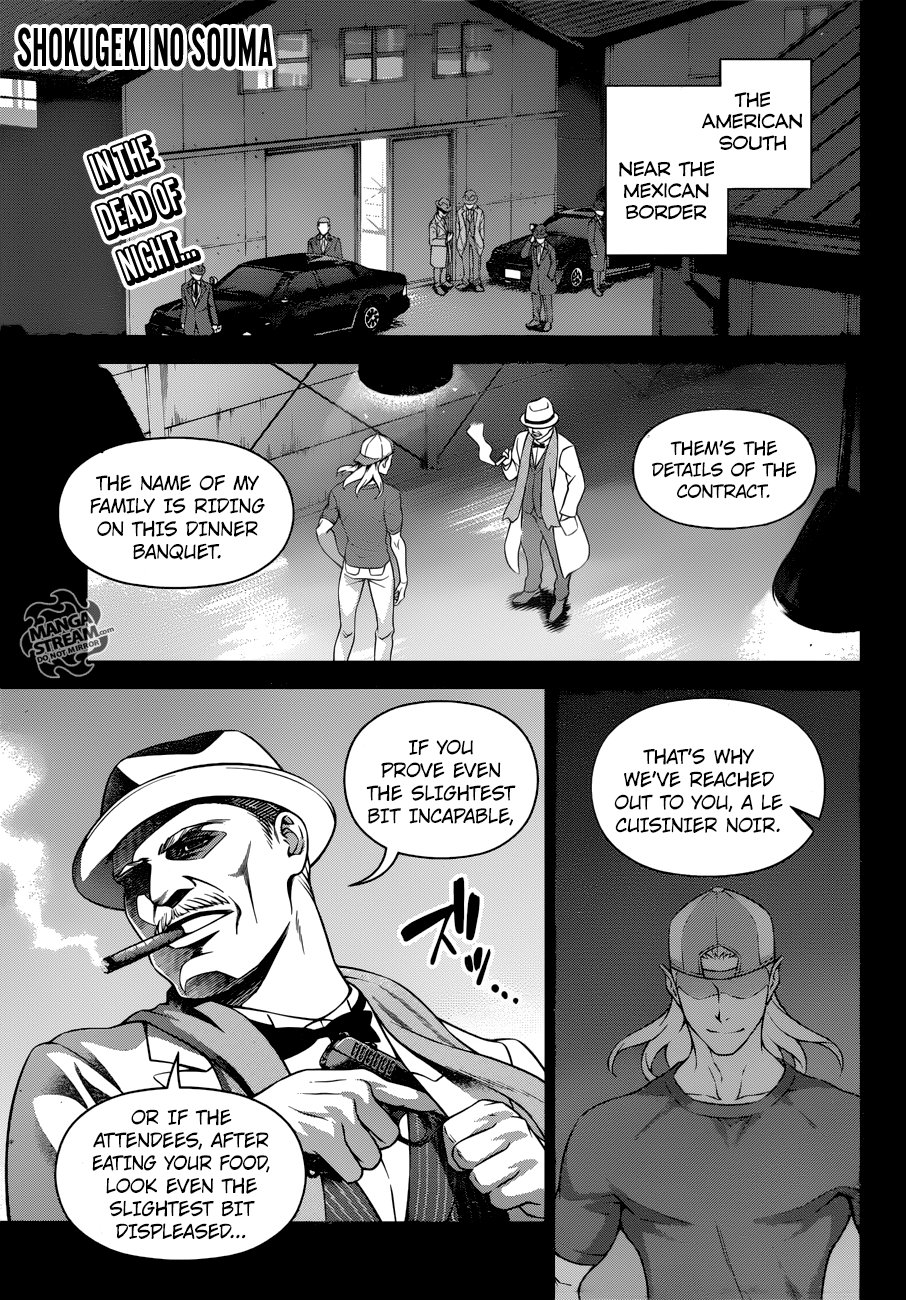 SHOKUGEKI NO SOUMA
THE
AMERICAN
SOUTH
NEAR THE
MEXICAN
BORDER
IN THE
DEAD OF
NIGHT...
THEM'S THE
DETAILS OF THE
CONTRACT.
THE NAME OF MY
FAMILY IS RIDING
ON THIS DINNER
BANQUET.
MANGA
STREAM.com
DO NOT MIRROR
THAT'S WHY
WE'VE REACHED
OUT TO YOU, A LE
CUISINIER NOIR.
IF YOU
PROVE EVEN
THE SLIGHTEST
BIT INCAPABLE,
ズッ…
OR IF THE
ATTENDEES, AFTER
EATING YOUR FOOD,
LOOK EVEN THE
SLIGHTEST BIT
DISPLEASED...